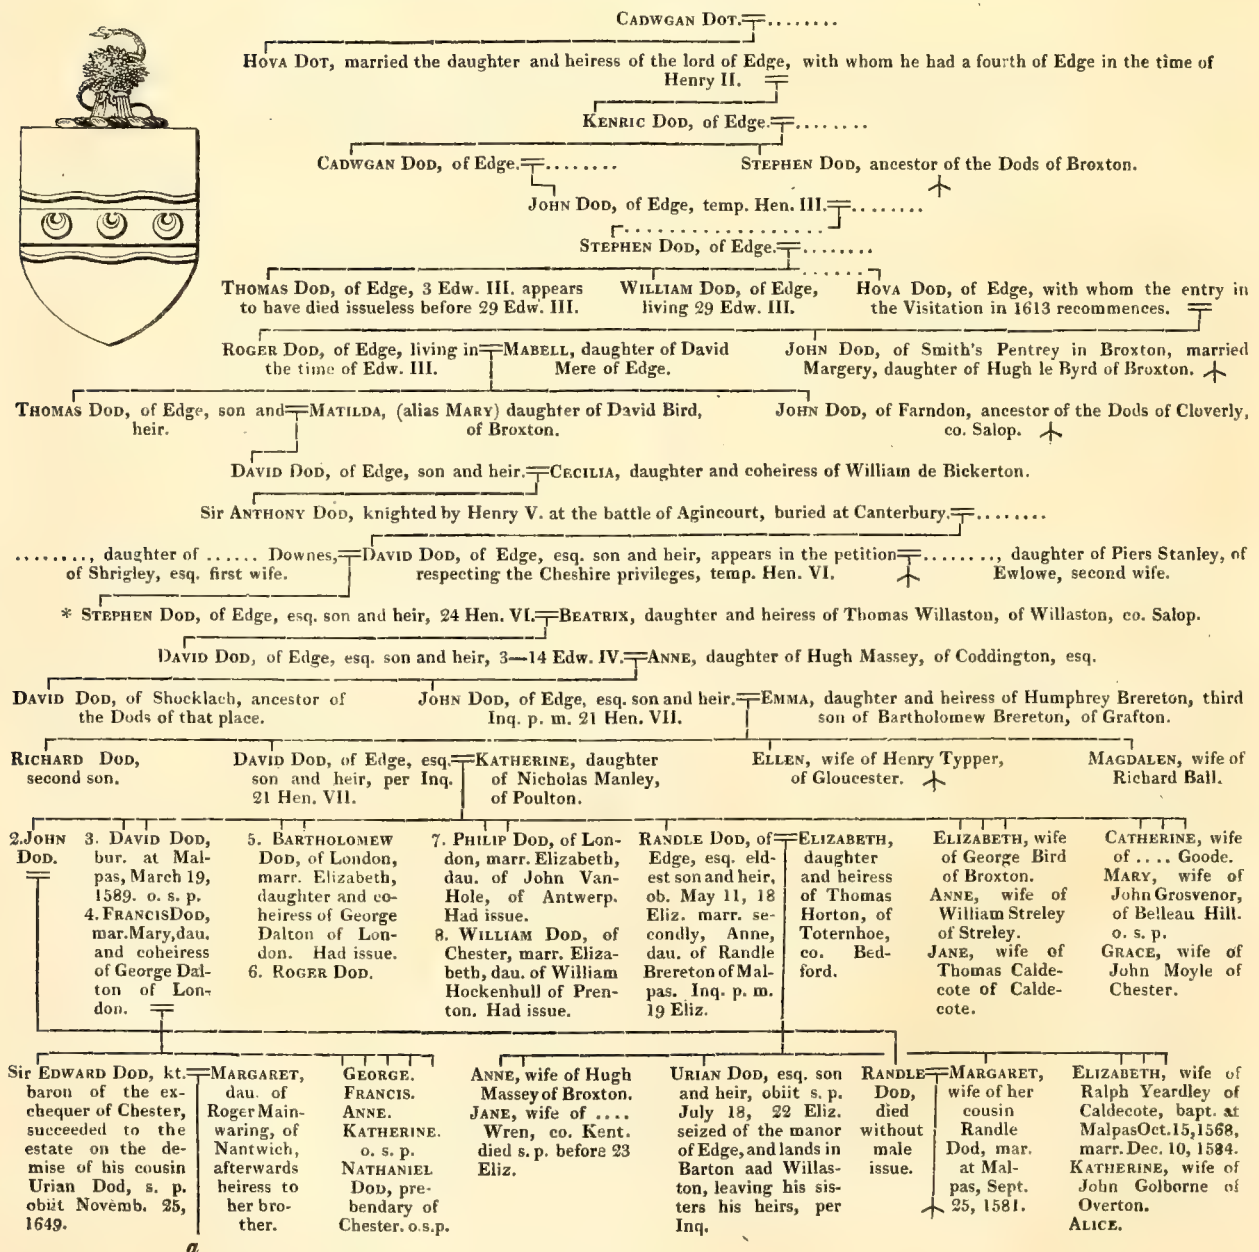 CADWGAN DOT.........
HOVA DOT, married the daughter and heiress of the lord of Edge, with whom he had a fourth of Edge in the time of
Henry II.
KENRIC DOD, of Edge.........
CADWGAN DOD, of Edge.........
STEPHEN DOD, ancestor of the Dods of Broxton.
JOHN DOD, of Edge, temp. Hen. III.........
STEPHEN DOD, of Edge.........
THOMAS DOD, of Edge, 3 Edw. III. appears
to have died issueless before 29 Edw. III.
WILLIAM DOD, of Edge,
living 29 Edw. III.
HOVA DOD, of Edge, with whom the entry in
the Visitation in 1613 recommences.
ROGER DOD, of Edge, living in
the time of Edw. III.
MABELL, daughter of David
Mere of Edge.
JOHN DOD, of Smith's Pentrey in Broxton, married
Margery, daughter of Hugh le Byrd of Broxton.
THOMAS DOD, of Edge, son and
heir.
MATILDA, (alias MARY) daughter of David Bird,
of Broxton.
JOHN DOD, of Farndon, ancestor of the Dods of Cloverly,
co. Salop.
DAVID DOD, of Edge, son and heir.
CECILIA, daughter and coheiress of William de Bickerton.
Sir ANTHONY DOD, knighted by Henry V. at the battle of Agincourt, buried at Canterbury.........
........, daughter of ...... Downes,
of Shrigley, esq. first wife.
DAVID DOD, of Edge, esq. son and heir, appears in the petition
respecting the Cheshire privileges, temp. Hen. VI.
........, daughter of Piers Stanley, of
Ewlowe, second wife.
* STEPHEN DOD, of Edge, esq. son and heir, 24 Hen. VI.
BEATRIX, daughter and heiress of Thomas Willaston, of Willaston, co. Salop.
DAVID DOD, of Edge, esq. son and heir, 3—14 Edw. IV.
ANNE, daughter of Hugh Massey, of Coddington, esq.
DAVID DOD, of Shocklach, ancestor of
the Dods of that place.
JOHN DOD, of Edge, esq. son and heir.
Inq. p. m. 21 Hen. VII.
EMMA, daughter and heiress of Humphrey Brereton, third
son of Bartholomew Brereton, of Grafton.
RICHARD DOD,
second son.
DAVID DOD, of Edge, esq.
son and heir, per Inq.
21 Hen. VII.
KATHERINE, daughter
of Nicholas Manley,
of Poulton.
ELLEN, wife of Henry Typper,
of Gloucester.
MAGDALEN, wife of
Richard Ball.
2. JOHN
DOD.
3. DAVID DOD,
bur. at Mal-
pas, March 19,
1589. o. s. p.
4. FRANCIS DOD,
mar. Mary, dau.
and coheiress
of George Dal-
ton of Lon-
don.
5. BARTHOLOMEW
DOD, of London,
marr. Elizabeth,
daughter and co-
heiress of George
Dalton of Lon-
don. Had issue.
6. ROGER DOD.
7. PHILIP DOD, of Lon-
don, marr. Elizabeth,
dau. of John Van-
Hole, of Antwerp.
Had issue.
8. WILLIAM DOD, of
Chester, marr. Eliza-
beth, dau. of William
Hockenhull of Pren-
ton. Had issue.
RANDLE DOD, of
Edge, esq. eld-
est son and heir,
ob. May 11, 18
Eliz. marr. se-
condly, Anne,
dau. of Randle
Brereton of Mal-
pas. Inq. p. m.
19 Eliz.
ELIZABETH,
daughter
and heiress
of Thomas
Horton, of
Toternhoe,
co. Bed-
ford.
ELIZABETH, wife
of George Bird
of Broxton.
ANNE, wife of
William Streley
of Streley.
JANE, wife of
Thomas Calde-
cote of Calde-
cote.
CATHERINE, wife
of .... Goode.
MARY, wife of
John Grosvenor,
of Belleau Hill.
o. s. p.
GRACE, wife of
John Moyle of
Chester.
Sir EDWARD DOD, kt.
baron of the ex-
chequer of Chester,
succeeded to the
estate on the de-
mise of his cousin
Urian Dod, s. p.
obiit Novemb. 25,
1649.
MARGARET,
dau. of
Roger Main-
waring, of
Nantwich,
afterwards
heiress to
her bro-
ther.
GEORGE.
FRANCIS.
ANNE.
KATHERINE.
o. s. p.
NATHANIEL
DOD, pre-
bendary of
Chester. o.s.p.
ANNE, wife of Hugh
Massey of Broxton.
JANE, wife of ....
Wren, co. Kent.
died s. p. before 23
Eliz.
URIAN DOD, esq. son
and heir, obiit s. p.
July 18, 22 Eliz.
seized of the manor
of Edge, and lands in
Barton aad Willas-
ton, leaving his sis-
ters his heirs, per
Inq.
RANDLE
DOD,
died
without
male
issue.
MARGARET,
wife of her
cousin
Randle
Dod, mar.
at Mal-
pas, Sept.
25, 1581.
ELIZABETH, wife of
Ralph Yeardley of
Caldecote, bapt. at
Malpas Oct. 15, 1568,
marr. Dec. 10, 1584.
KATHERINE, wife of
John Golborne of
Overton.
ALICE.
a